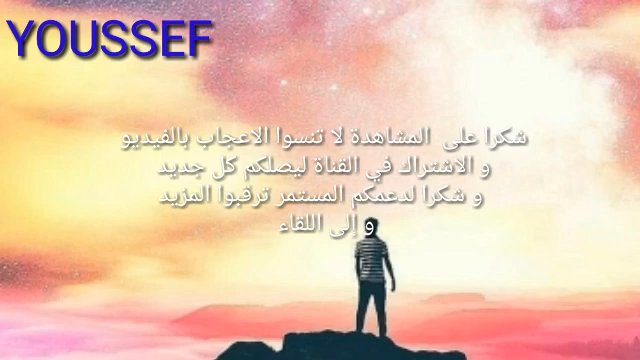 YOUSSEF
شكرا على المشاهدة لا تنسوا الاعجاب بالفيديو
و الاشتراك في القناة ليصلكم كل جديد
و شكرا لدعمكم المستمر ترقبوا المزيد
و إلى اللقاء